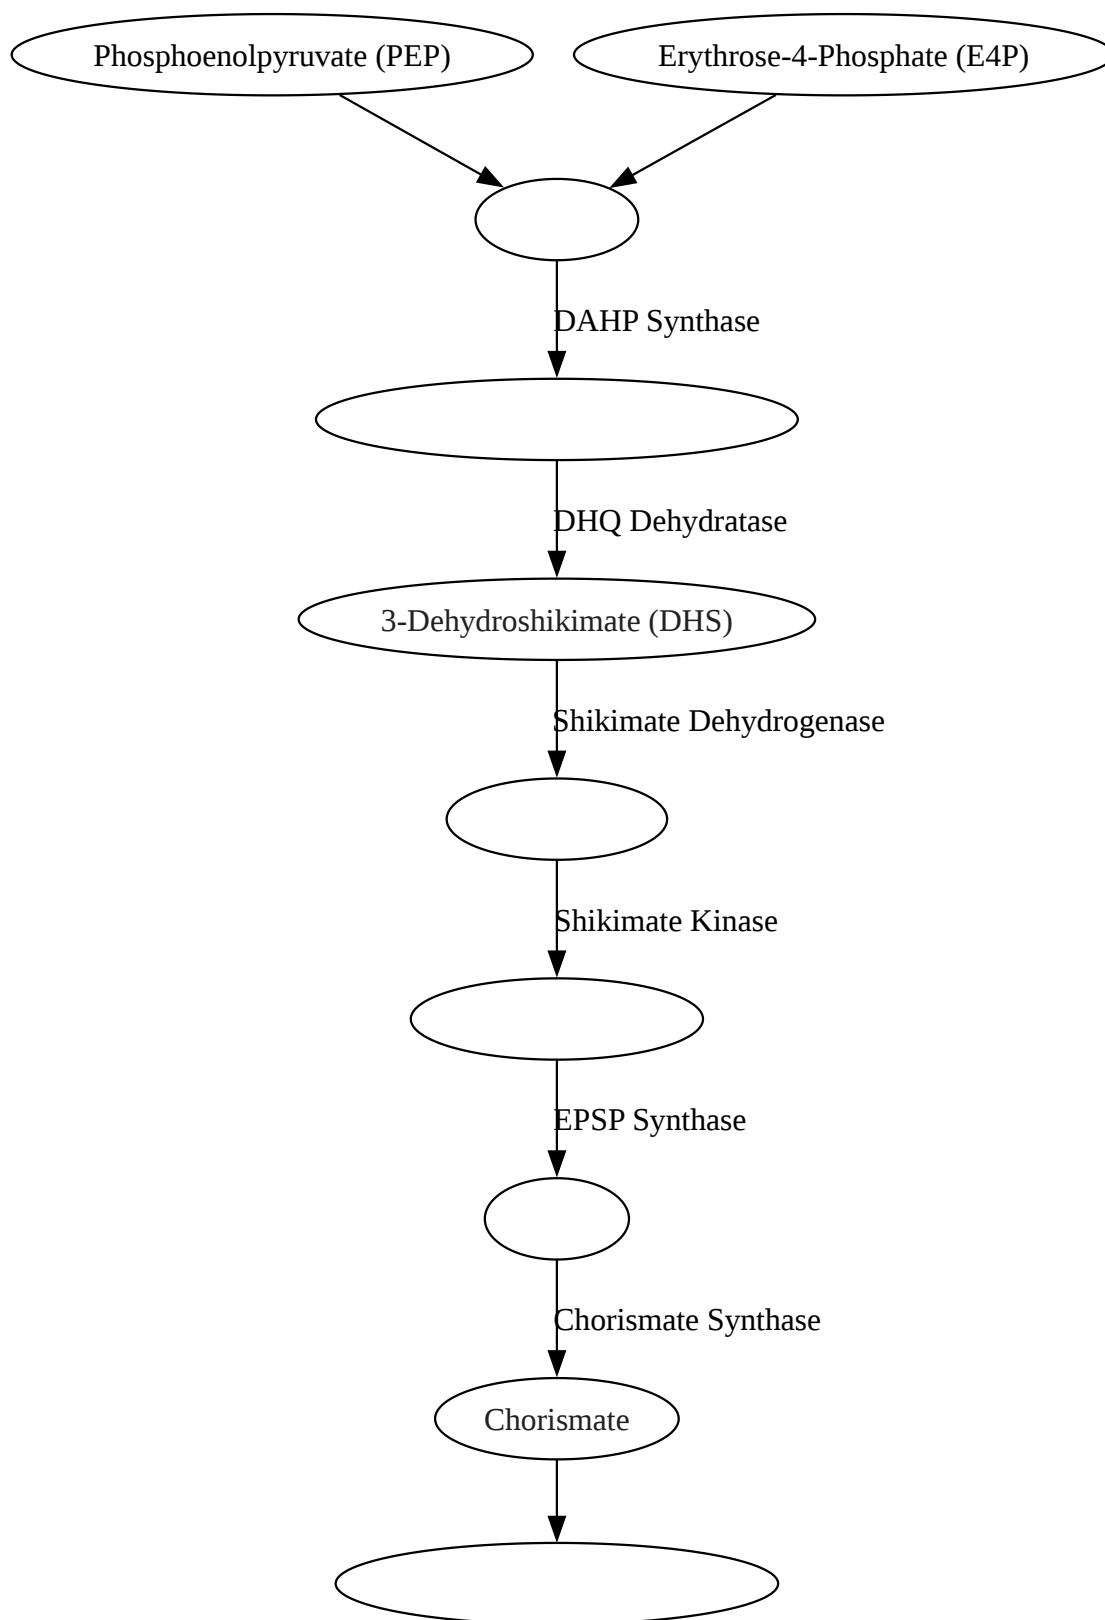 Phosphoenolpyruvate (PEP)
Erythrose-4-Phosphate (E4P)
DAHP Synthase
DHQ Dehydratase
3-Dehydroshikimate (DHS)
Shikimate Dehydrogenase
Shikimate Kinase
EPSP Synthase
Chorismate Synthase
Chorismate